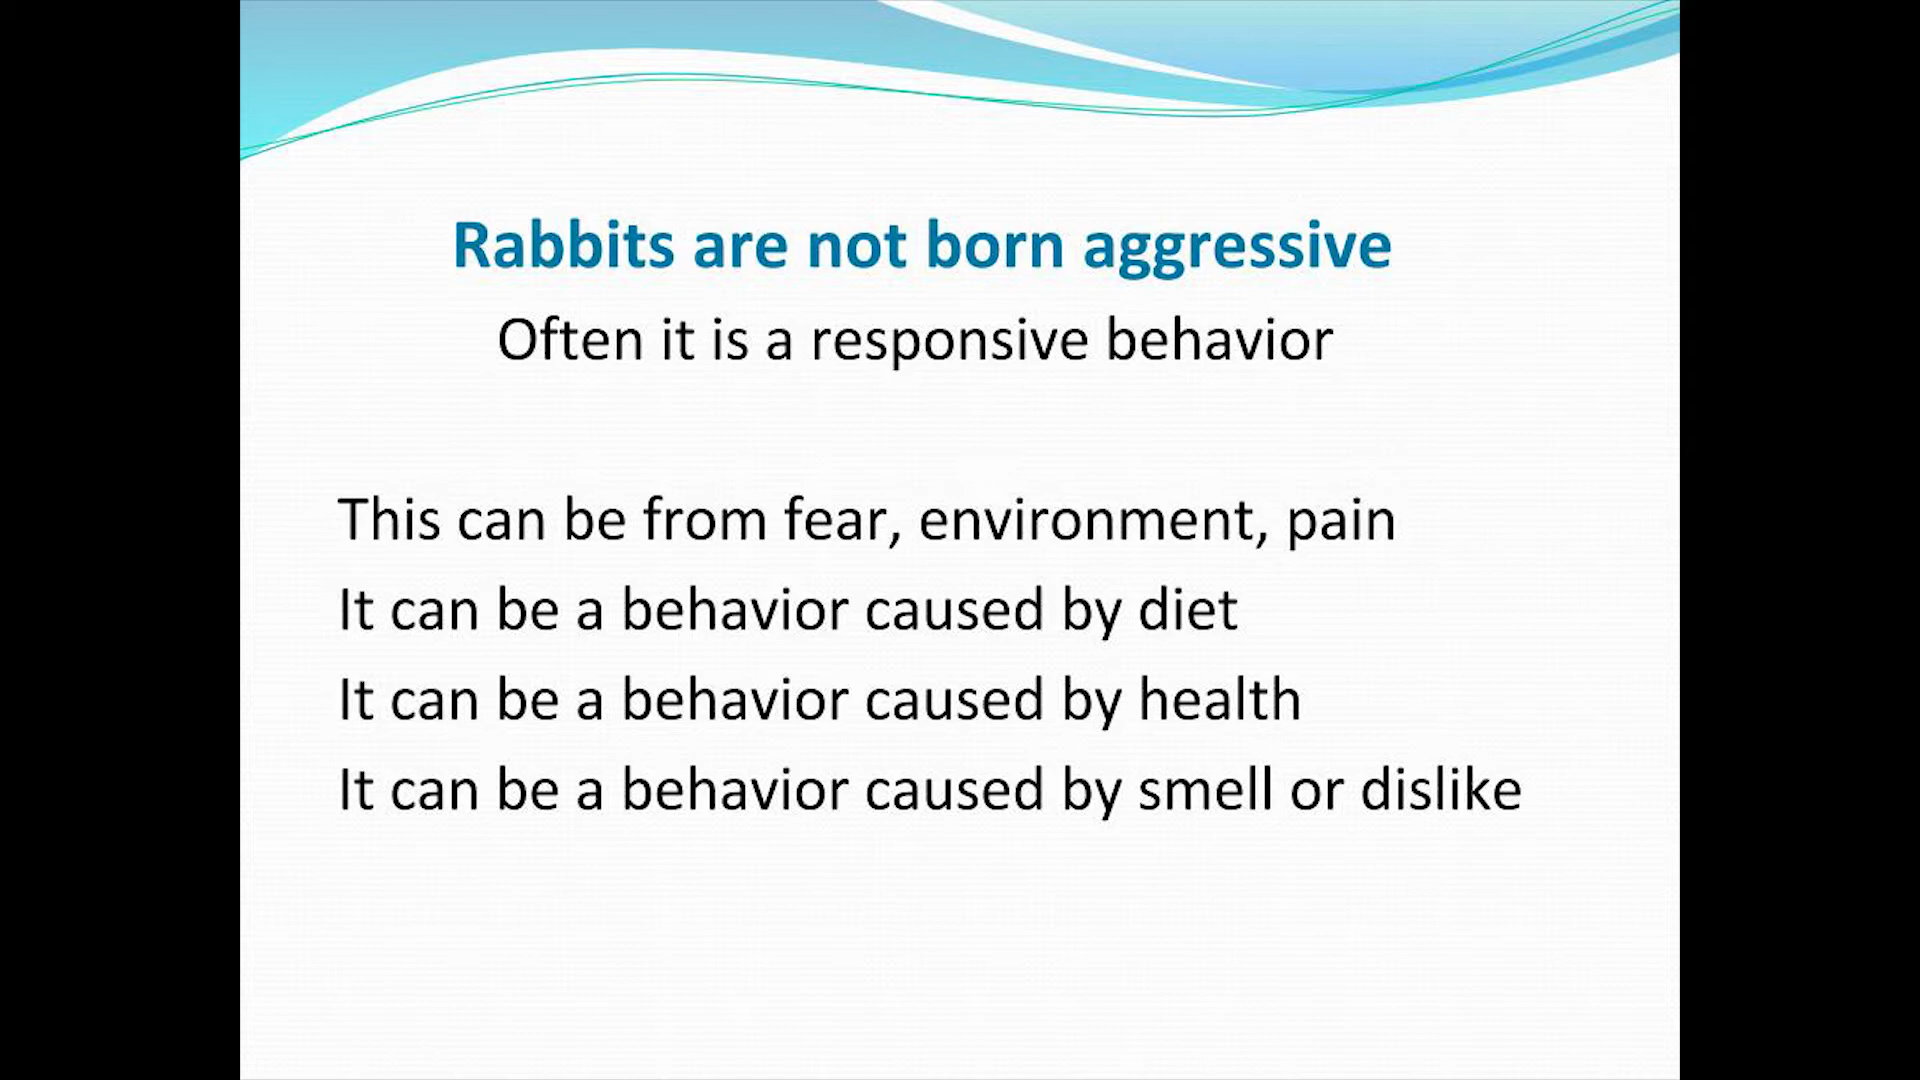 Rabbits are not born aggressive
Often it is a responsive behavior
This can be from fear, environment, pain
It can be a behavior caused by diet
It can be a behavior caused by health
It can be a behavior caused by smell or dislike